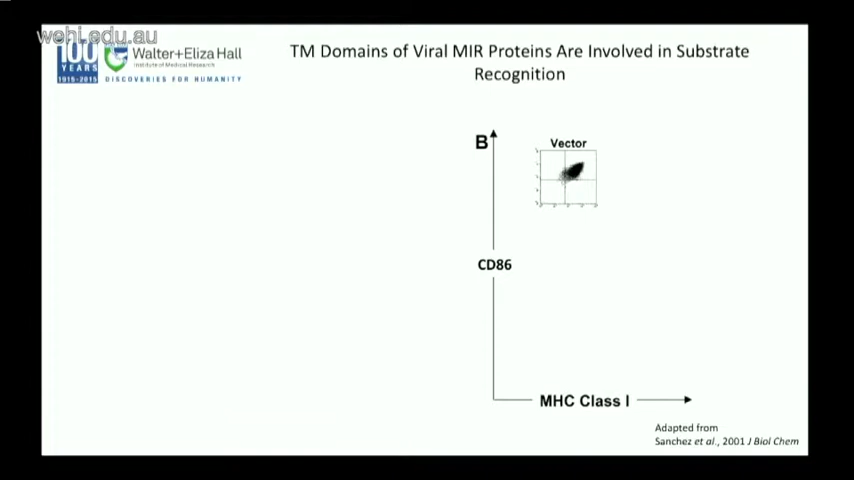 wehi.edu.au
100
YEARS
1915-2015
Walter+Eliza Hall
Institute of Medical Research
DISCOVERIES FOR HUMANITY
TM Domains of Viral MIR Proteins Are Involved in Substrate
Recognition
B
Vector
CD86
MHC Class I
Adapted from
Sanchez et al., 2001 J Biol Chem